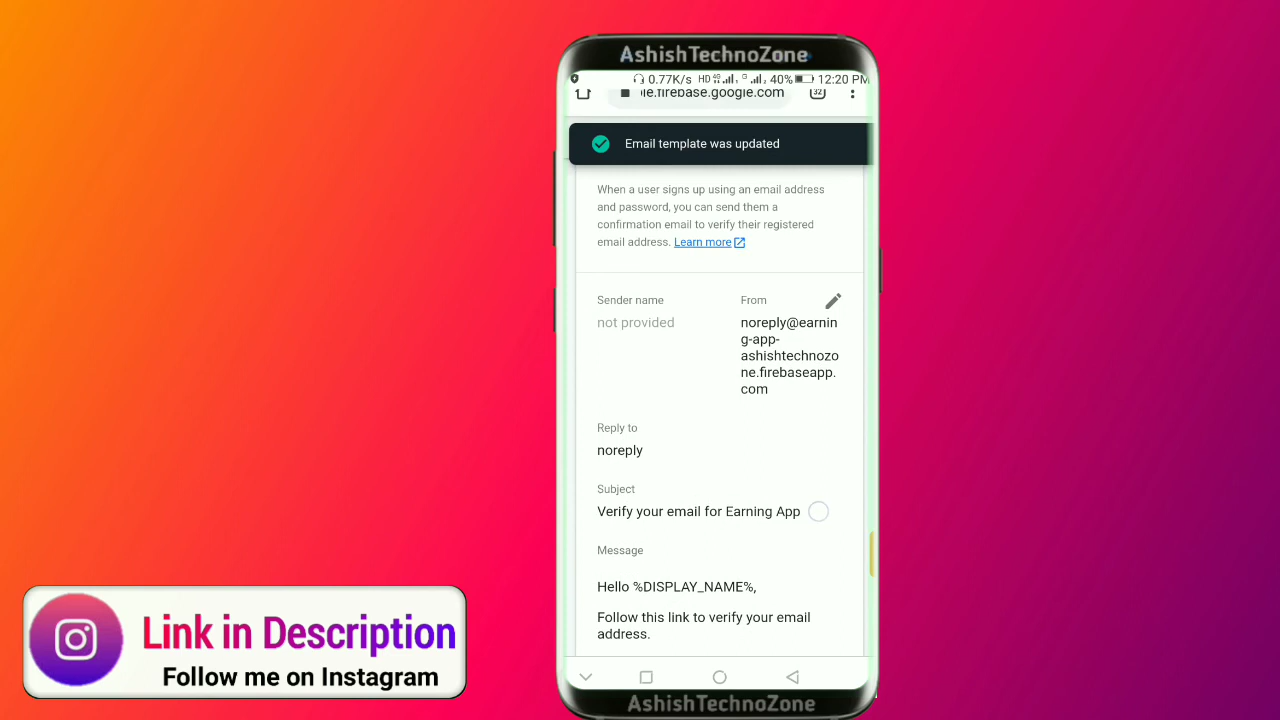 AshishTechnoZone
0.77K/s HD 4G 40% 12:20 PM
le.firebase.google.com 32
Email template was updated
When a user signs up using an email address
and password, you can send them a
confirmation email to verify their registered
email address. Learn more
Sender name
not provided
From
noreply@earnin
g-app-
ashishtechnozo
ne.firebaseapp.
com
Reply to
noreply
Subject
Verify your email for Earning App
Message
Hello %DISPLAY_NAME%,
Follow this link to verify your email
address.
AshishTechnoZone
Link in Description
Follow me on Instagram